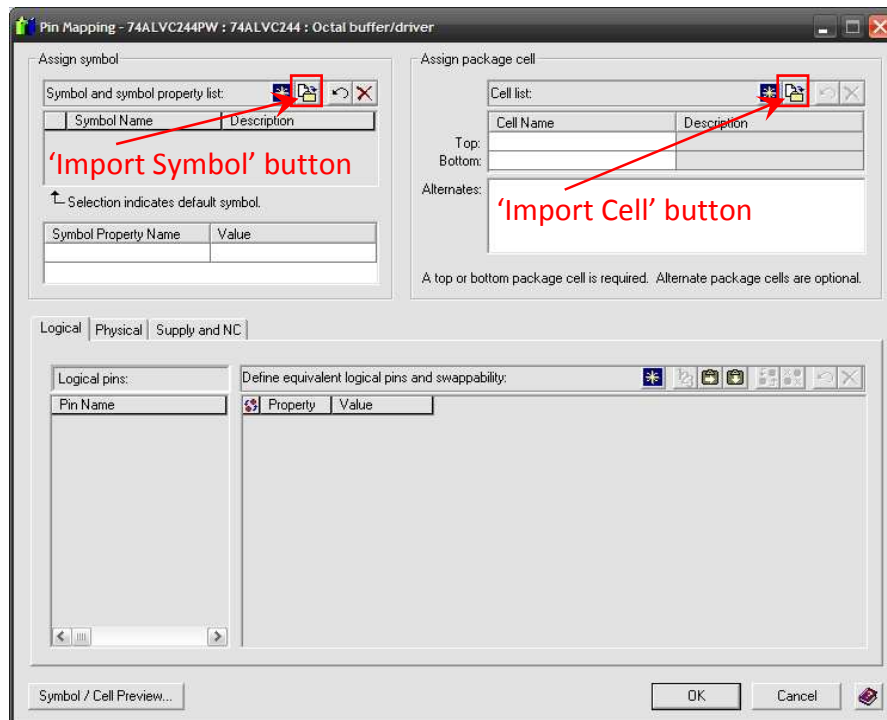 Pin Mapping - 74ALVC244PW : 74ALVC244 : Octal buffer/driver
Assign symbol
Symbol and symbol property list:
Symbol Name Description
'Import Symbol' button
Selection indicates default symbol.
Symbol Property Name Value
Assign package cell
Cell list:
Cell Name Description
Top:
Bottom:
Alternates:
'Import Cell' button
A top or bottom package cell is required. Alternate package cells are optional.
Logical Physical Supply and NC
Logical pins:
Pin Name
Define equivalent logical pins and swappability:
Property Value
Symbol / Cell Preview...
OK
Cancel